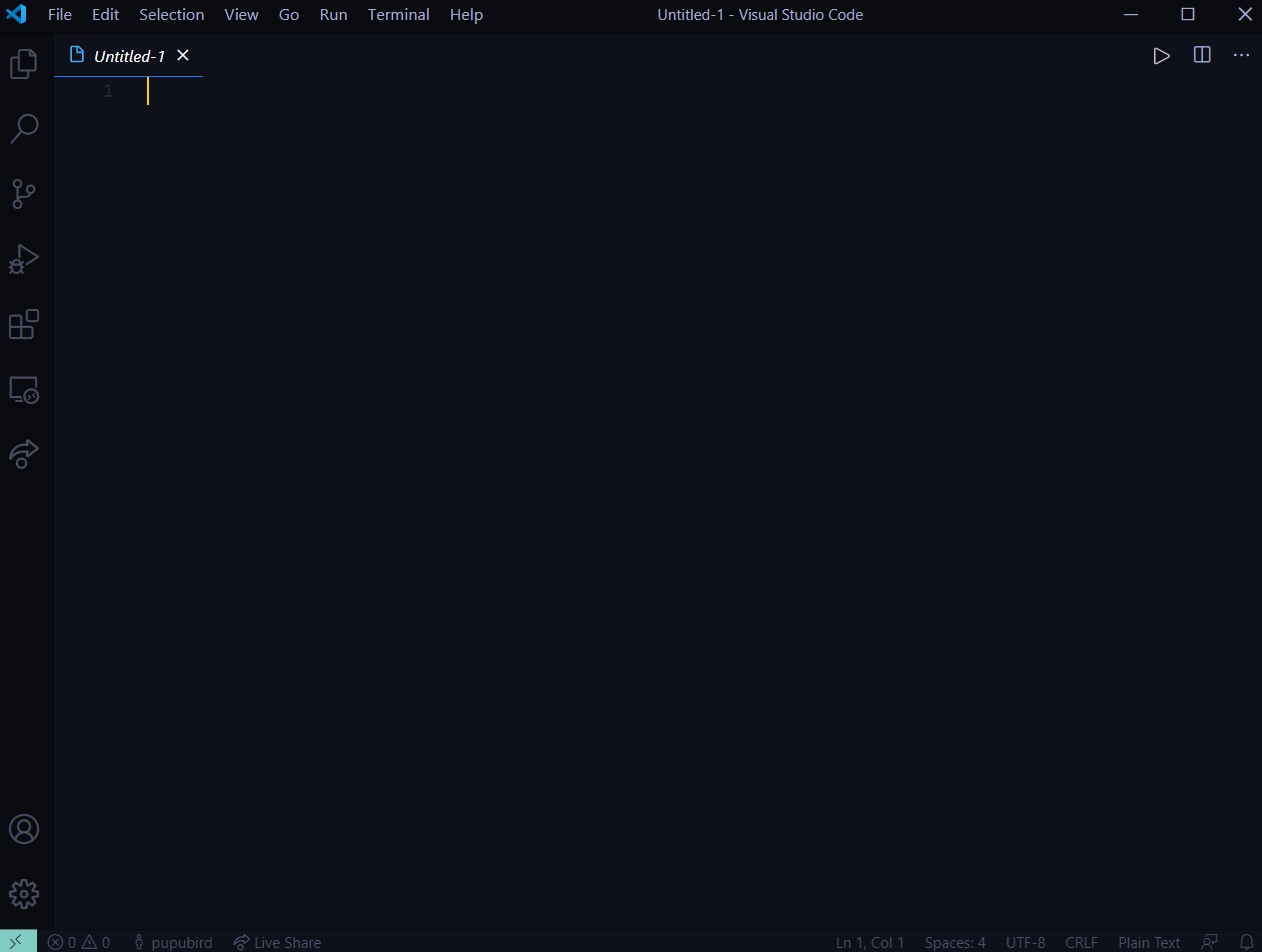 File Edit Selection View Go Run Terminal Help Untitled-1 - Visual Studio Code
Untitled-1
1
0 0 pupubird Live Share Ln 1, Col 1 Spaces: 4 UTF-8 CRLF Plain Text